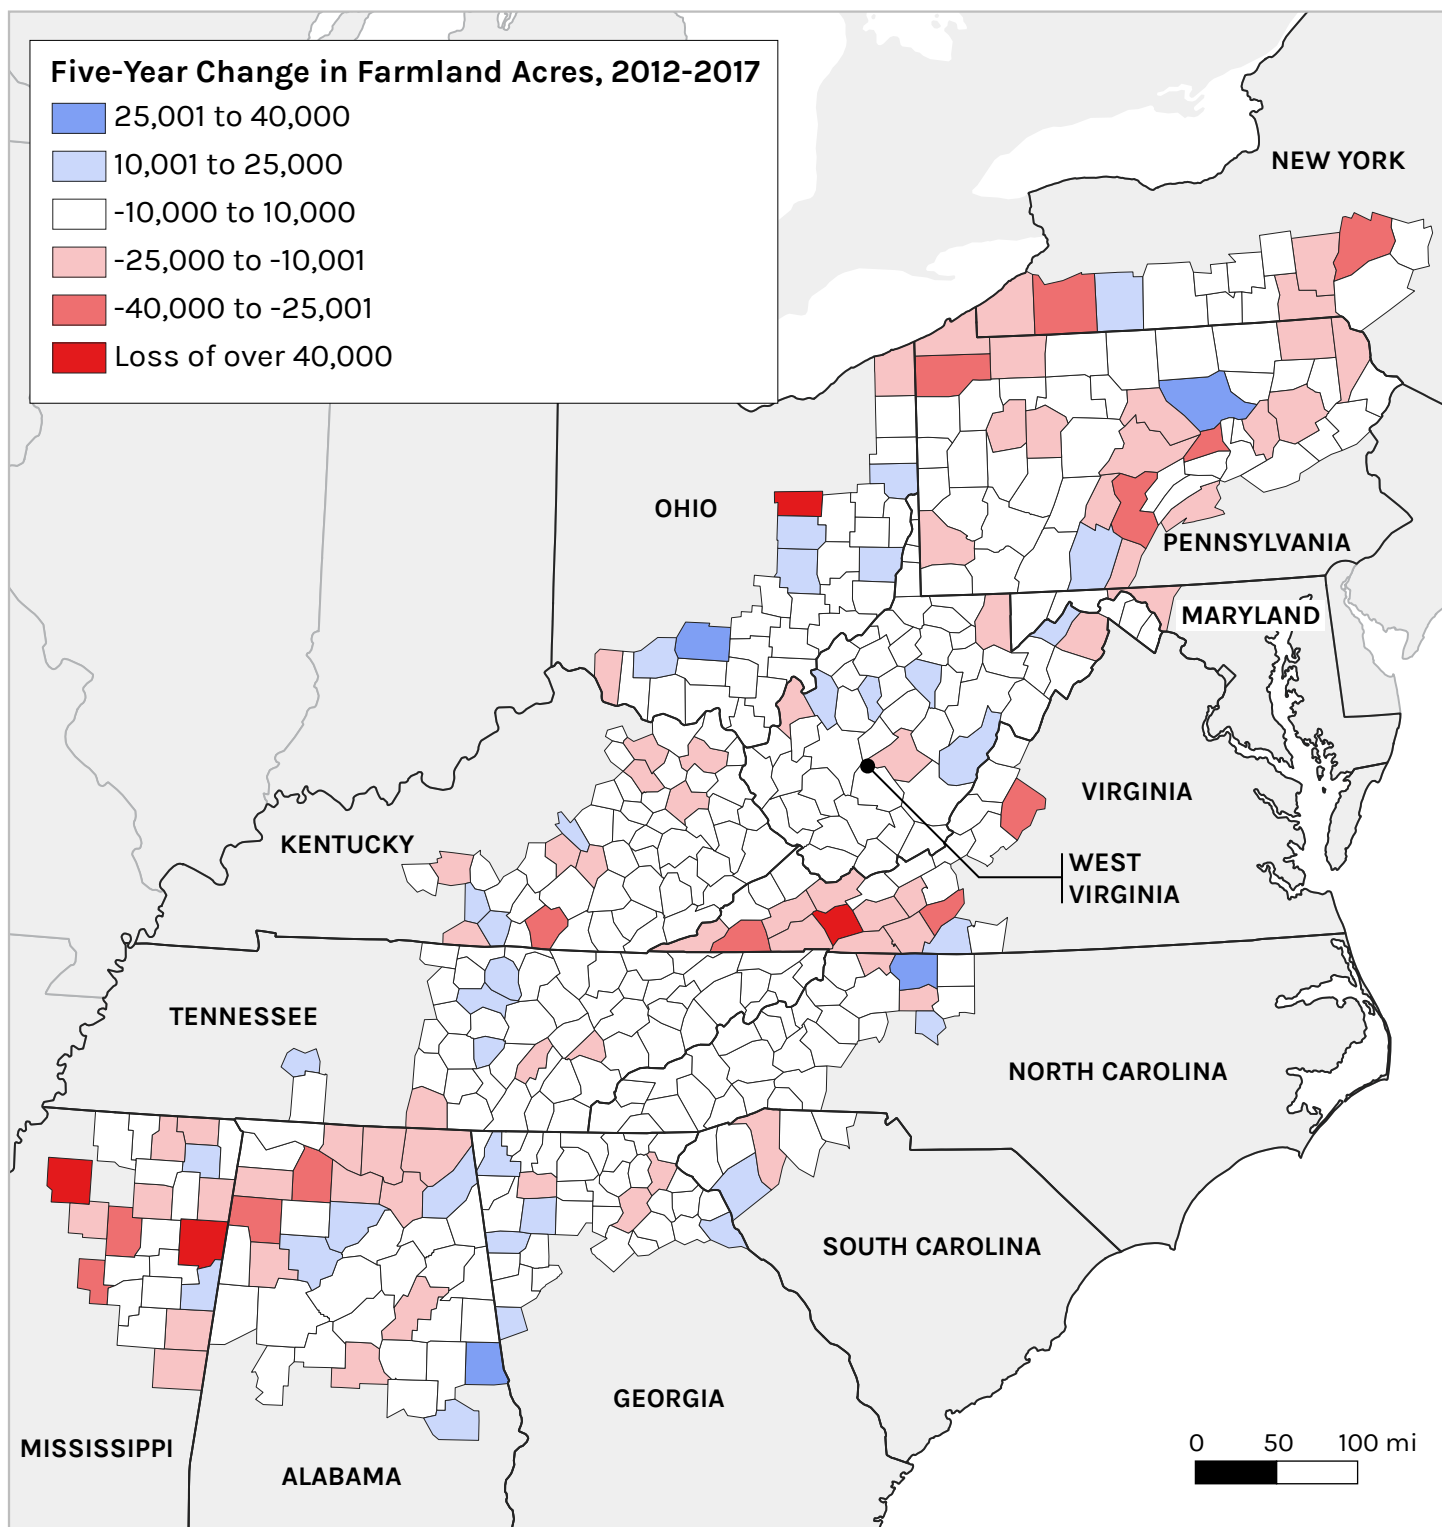 Five-Year Change in Farmland Acres, 2012-2017
25,001 to 40,000
10,001 to 25,000
-10,000 to 10,000
-25,000 to -10,001
-40,000 to -25,001
Loss of over 40,000
NEW YORK
OHIO
PENNSYLVANIA
MARYLAND
VIRGINIA
KENTUCKY
WEST
VIRGINIA
TENNESSEE
NORTH CAROLINA
SOUTH CAROLINA
GEORGIA
MISSISSIPPI
ALABAMA
0 50 100 mi